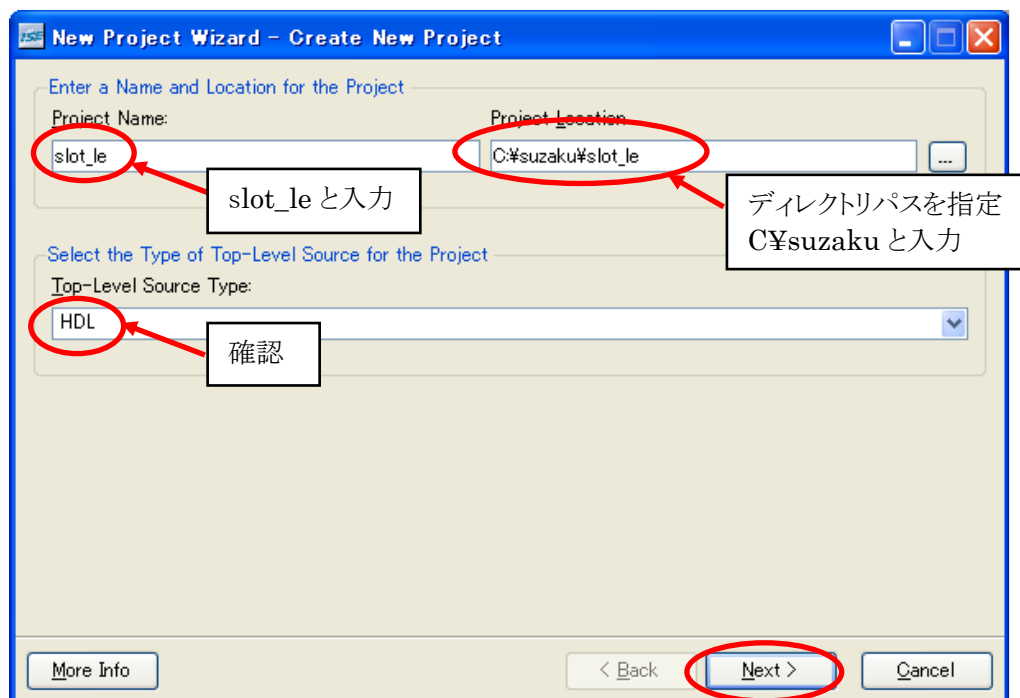 ISE New Project Wizard - Create New Project
Enter a Name and Location for the Project
Project Name:
Project Location
slot_le
C:¥suzaku¥slot_le
...
slot_le と入力
ディレクトリパスを指定
C¥suzaku と入力
Select the Type of Top-Level Source for the Project
Top-Level Source Type:
HDL
確認
More Info
< Back
Next >
Cancel